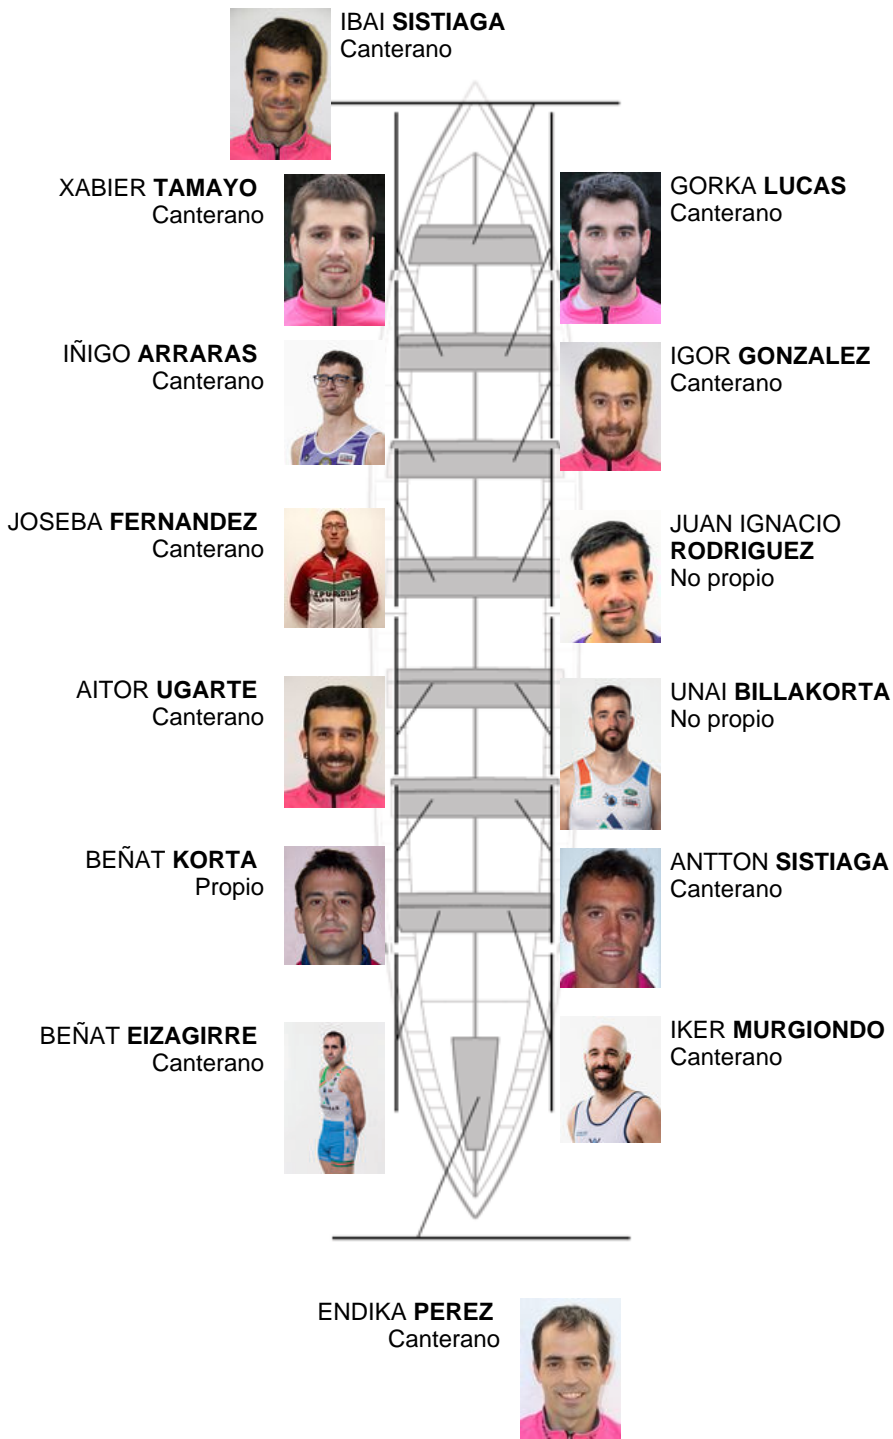 IBAI SISTIAGA
Canterano
XABIER TAMAYO
Canterano
GORKA LUCAS
Canterano
IÑIGO ARRARAS
Canterano
IGOR GONZALEZ
Canterano
JOSEBA FERNANDEZ
Canterano
JUAN IGNACIO
RODRIGUEZ
No propio
AITOR UGARTE
Canterano
UNAI BILLAKORTA
No propio
BEÑAT KORTA
Propio
ANTTON SISTIAGA
Canterano
BEÑAT EIZAGIRRE
Canterano
IKER MURGIONDO
Canterano
ENDIKA PEREZ
Canterano